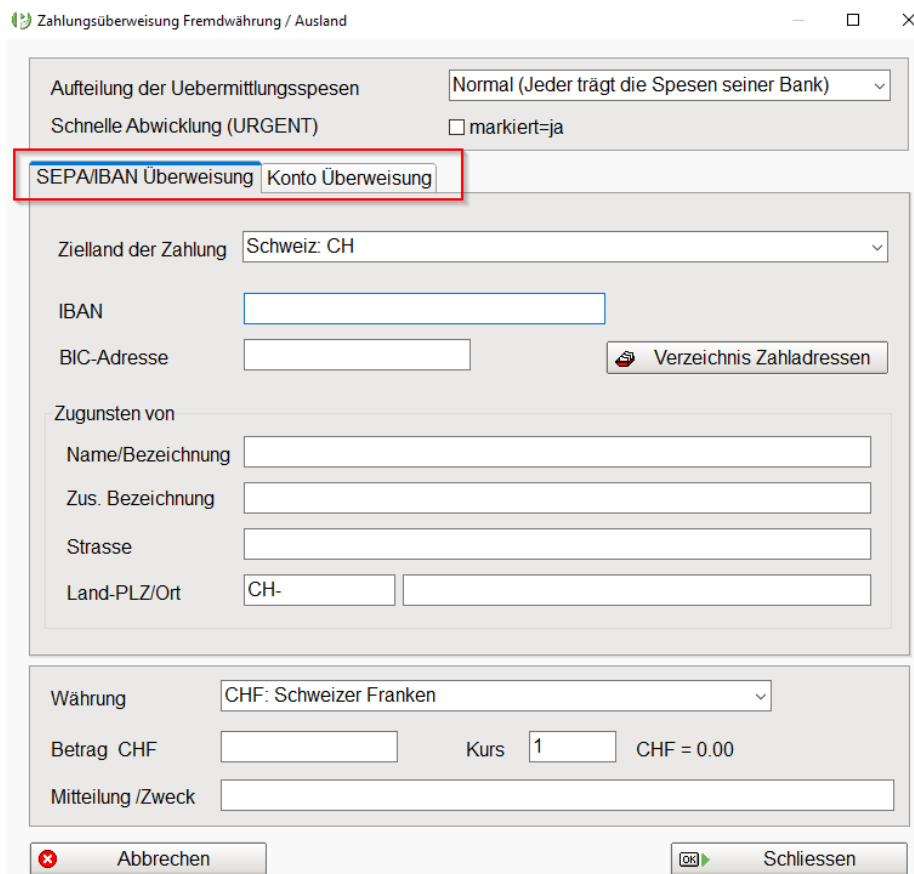 Zahlungsüberweisung Fremdwährung / Ausland
Aufteilung der Uebermittlungsspesen Normal (Jeder trägt die Spesen seiner Bank)
Schnelle Abwicklung (URGENT) markiert=ja
SEPA/IBAN Überweisung Konto Überweisung
Zielland der Zahlung Schweiz: CH
IBAN
BIC-Adresse Verzeichnis Zahladressen
Zugunsten von
Name/Bezeichnung
Zus. Bezeichnung
Strasse
Land-PLZ/Ort CH-
Währung CHF: Schweizer Franken
Betrag CHF Kurs 1 CHF = 0.00
Mitteilung /Zweck
Abbrechen OK Schliessen